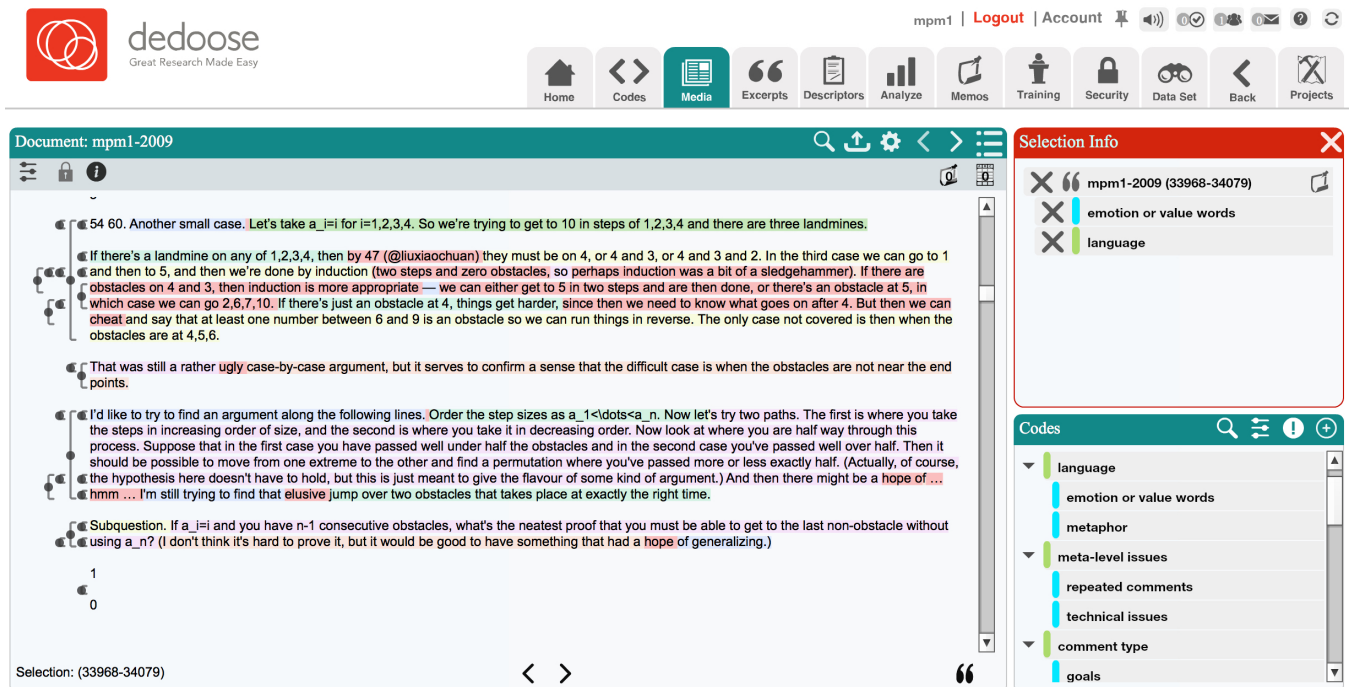 mpm1 | Logout | Account
0 1 0 ?
dedoose
Great Research Made Easy
Home Codes Media Excerpts Descriptors Analyze Memos Training Security Data Set Back Projects
Document: mpm1-2009
0 0
54 60. Another small case. Let's take a_i=i for i=1,2,3,4. So we're trying to get to 10 in steps of 1,2,3,4 and there are three landmines.
If there's a landmine on any of 1,2,3,4, then by 47 (@liuxiaochuan) they must be on 4, or 4 and 3, or 4 and 3 and 2. In the third case we can go to 1
and then to 5, and then we're done by induction (two steps and zero obstacles, so perhaps induction was a bit of a sledgehammer). If there are
obstacles on 4 and 3, then induction is more appropriate — we can either get to 5 in two steps and are then done, or there's an obstacle at 5, in
which case we can go 2,6,7,10. If there's just an obstacle at 4, things get harder, since then we need to know what goes on after 4. But then we can
cheat and say that at least one number between 6 and 9 is an obstacle so we can run things in reverse. The only case not covered is then when the
obstacles are at 4,5,6.
That was still a rather ugly case-by-case argument, but it serves to confirm a sense that the difficult case is when the obstacles are not near the end
points.
I'd like to try to find an argument along the following lines. Order the step sizes as a_1<\dots<a_n. Now let's try two paths. The first is where you take
the steps in increasing order of size, and the second is where you take it in decreasing order. Now look at where you are half way through this
process. Suppose that in the first case you have passed well under half the obstacles and in the second case you've passed well over half. Then it
should be possible to move from one extreme to the other and find a permutation where you've passed more or less exactly half. (Actually, of course,
the hypothesis here doesn't have to hold, but this is just meant to give the flavour of some kind of argument.) And then there might be a hope of ...
hmm ... I'm still trying to find that elusive jump over two obstacles that takes place at exactly the right time.
Subquestion. If a_i=i and you have n-1 consecutive obstacles, what's the neatest proof that you must be able to get to the last non-obstacle without
using a_n? (I don't think it's hard to prove it, but it would be good to have something that had a hope of generalizing.)
1
0
Selection: (33968-34079)
Selection Info
mpm1-2009 (33968-34079)
emotion or value words
language
Codes
language
emotion or value words
metaphor
meta-level issues
repeated comments
technical issues
comment type
goals